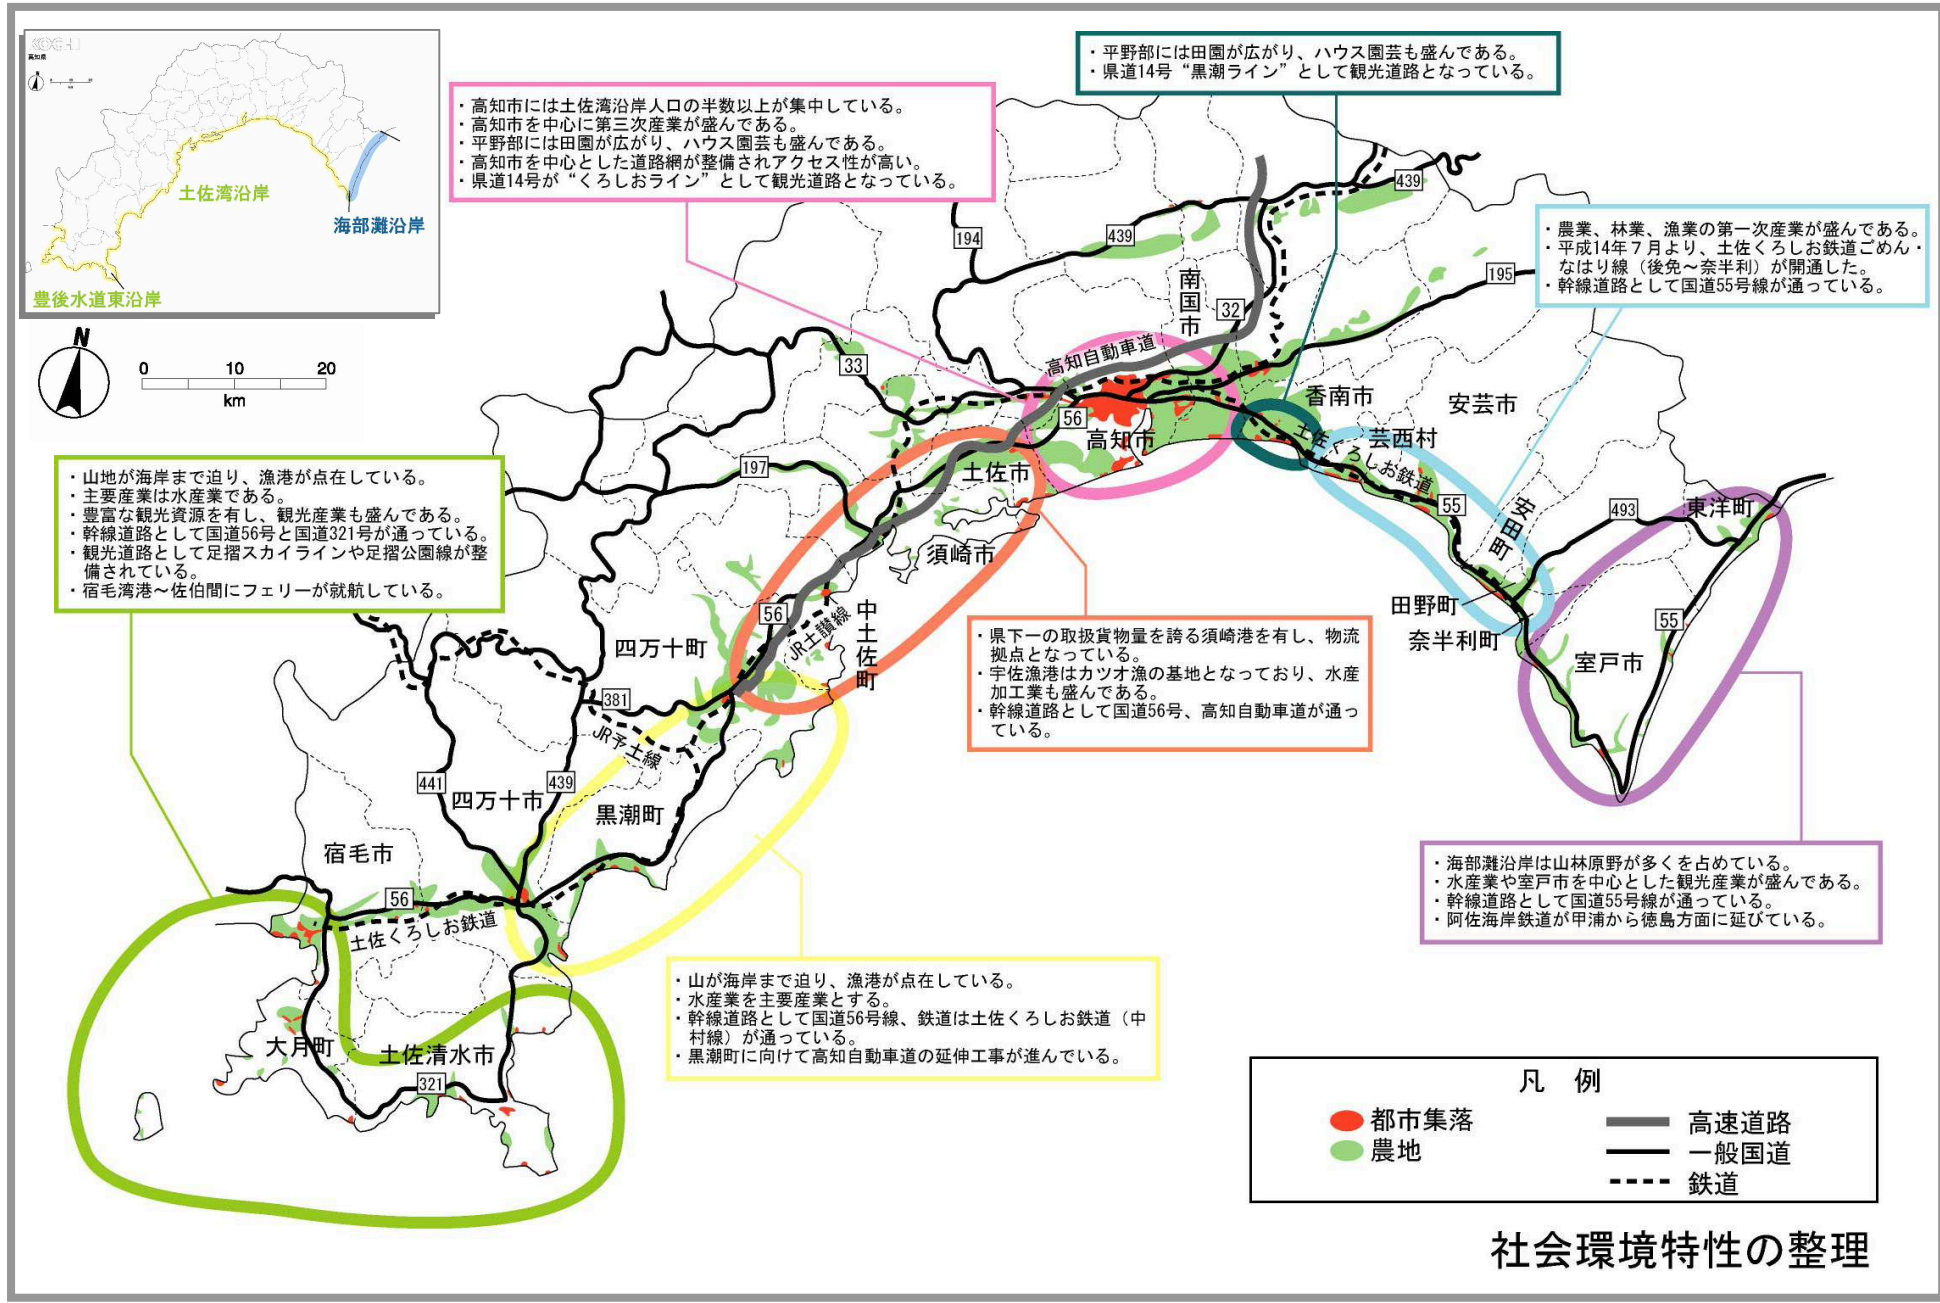 高知県
N
土佐湾沿岸
海部灘沿岸
豊後水道東沿岸
N
0 10 20
km
・高知市には土佐湾沿岸人口の半数以上が集中している。
・高知市を中心に第三次産業が盛んである。
・平野部には田園が広がり、ハウス園芸も盛んである。
・高知市を中心とした道路網が整備されアクセス性が高い。
・県道14号が“くろしおライン”として観光道路となっている。
・平野部には田園が広がり、ハウス園芸も盛んである。
・県道14号“黒潮ライン”として観光道路となっている。
・農業、林業、漁業の第一次産業が盛んである。
・平成14年7月より、土佐くろしお鉄道ごめん・
なはり線（後免～奈半利）が開通した。
・幹線道路として国道55号線が通っている。
・山地が海岸まで迫り、漁港が点在している。
・主要産業は水産業である。
・豊富な観光資源を有し、観光産業も盛んである。
・幹線道路として国道56号と国道321号が通っている。
・観光道路として足摺スカイラインや足摺公園線が整
備されている。
・宿毛湾港～佐伯間にフェリーが就航している。
・県下一の取扱貨物量を誇る須崎港を有し、物流
拠点となっている。
・宇佐漁港はカツオ漁の基地となっており、水産
加工業も盛んである。
・幹線道路として国道56号、高知自動車道が通っ
ている。
・海部灘沿岸は山林原野が多くを占めている。
・水産業や室戸市を中心とした観光産業が盛んである。
・幹線道路として国道55号線が通っている。
・阿佐海岸鉄道が甲浦から徳島方面に延びている。
・山が海岸まで迫り、漁港が点在している。
・水産業を主要産業とする。
・幹線道路として国道56号線、鉄道は土佐くろしお鉄道（中
村線）が通っている。
・黒潮町に向けて高知自動車道の延伸工事が進んでいる。
439
194
439
195
南国市
32
高知自動車道
33
56
高知市
香南市
安芸市
芸西村
土佐くろしお鉄道
197
土佐市
55
安田町
493
東洋町
須崎市
田野町
奈半利町
55
室戸市
56
JR土讃線
中土佐町
四万十町
381
JR予土線
441
439
四万十市
黒潮町
宿毛市
56
土佐くろしお鉄道
大月町
土佐清水市
321
凡 例
都市集落
農地
高速道路
一般国道
鉄道
社会環境特性の整理